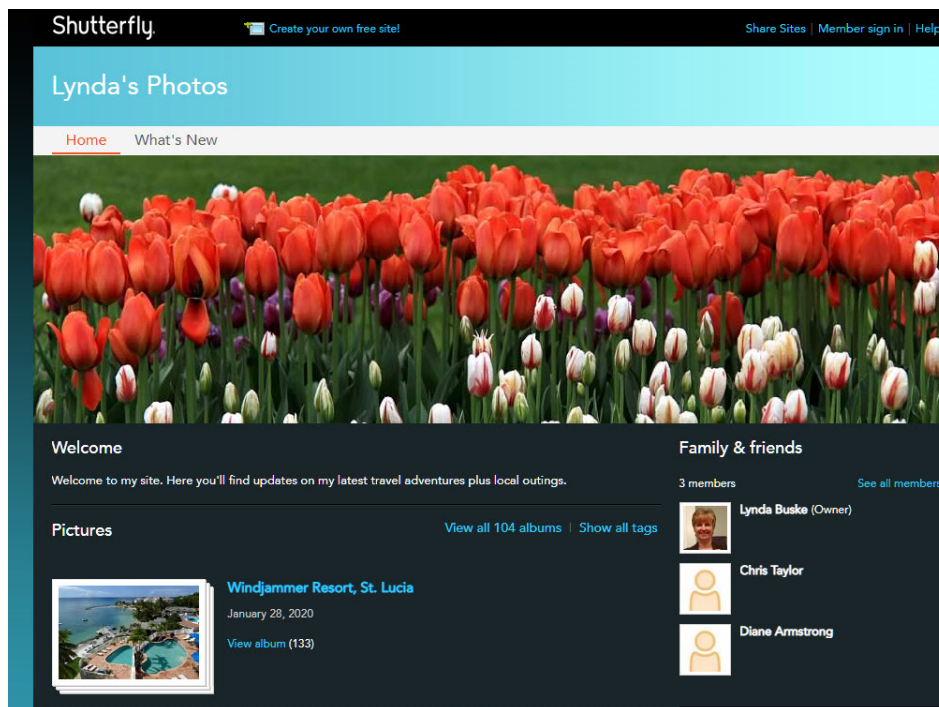 Shutterfly.
Create your own free site!
Share Sites | Member sign in | Help
Lynda's Photos
Home
What's New
Welcome
Welcome to my site. Here you'll find updates on my latest travel adventures plus local outings.
Pictures
View all 104 albums | Show all tags
Windjammer Resort, St. Lucia
January 28, 2020
View album (133)
Family & friends
3 members
See all members
Lynda Buske (Owner)
Chris Taylor
Diane Armstrong